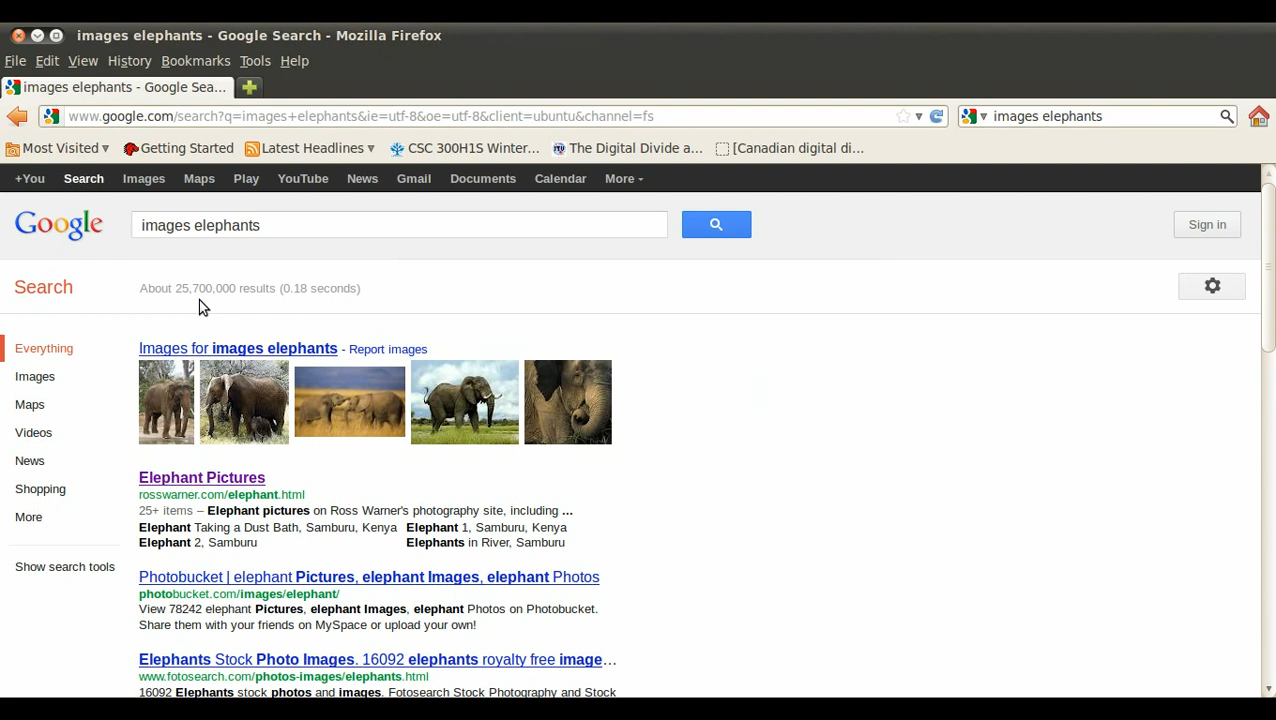 images elephants - Google Search - Mozilla Firefox
File Edit View History Bookmarks Tools Help
images elephants - Google Sea...
www.google.com/search?q=images+elephants&ie=utf-8&oe=utf-8&client=ubuntu&channel=fs
images elephants
Most Visited Getting Started Latest Headlines CSC 300H1S Winter... The Digital Divide a... [Canadian digital di...
+You Search Images Maps Play YouTube News Gmail Documents Calendar More
Google images elephants Sign in
Search About 25,700,000 results (0.18 seconds)
Everything
Images
Maps
Videos
News
Shopping
More
Show search tools
Images for images elephants - Report images
Elephant Pictures
rosswarner.com/elephant.html
25+ items – Elephant pictures on Ross Warner's photography site, including ...
Elephant Taking a Dust Bath, Samburu, Kenya Elephant 1, Samburu, Kenya
Elephant 2, Samburu Elephants in River, Samburu
Photobucket | elephant Pictures, elephant Images, elephant Photos
photobucket.com/images/elephant/
View 78242 elephant Pictures, elephant Images, elephant Photos on Photobucket.
Share them with your friends on MySpace or upload your own!
Elephants Stock Photo Images. 16092 elephants royalty free image...
www.fotosearch.com/photos-images/elephants.html
16092 Elephants stock photos and images. Fotosearch Stock Photography and Stock